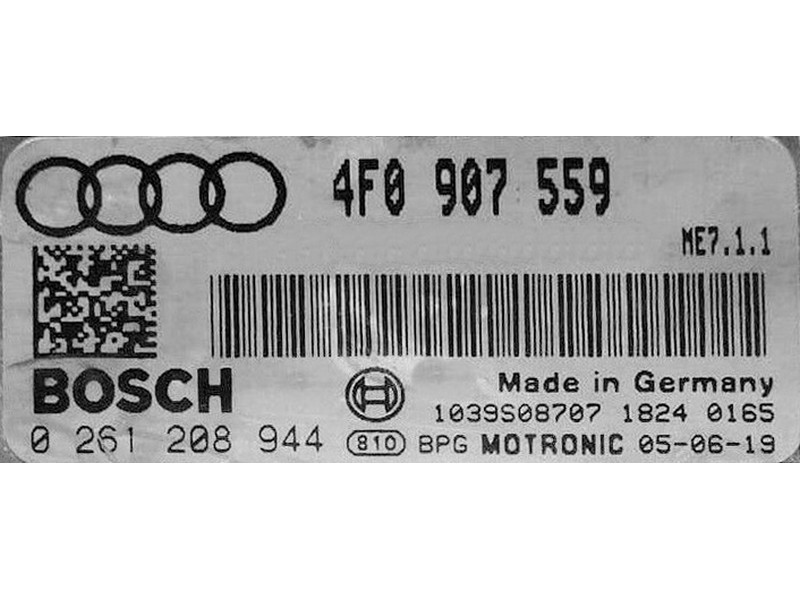 4F0 907 559
ME7.1.1
BOSCH
Made in Germany
1039S08707 1824 0165
0 261 208 944 810 BPG MOTRONIC 05-06-19